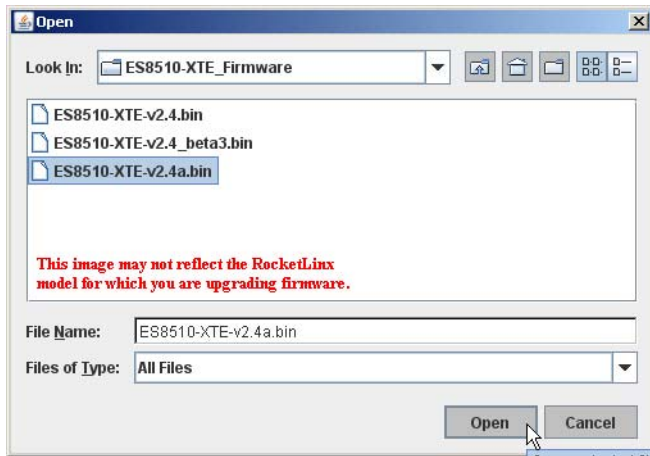 Open
Look In: ES8510-XTE_Firmware
ES8510-XTE-v2.4.bin
ES8510-XTE-v2.4_beta3.bin
ES8510-XTE-v2.4a.bin
This image may not reflect the RocketLinx
model for which you are upgrading firmware.
File Name: ES8510-XTE-v2.4a.bin
Files of Type: All Files
Open Cancel